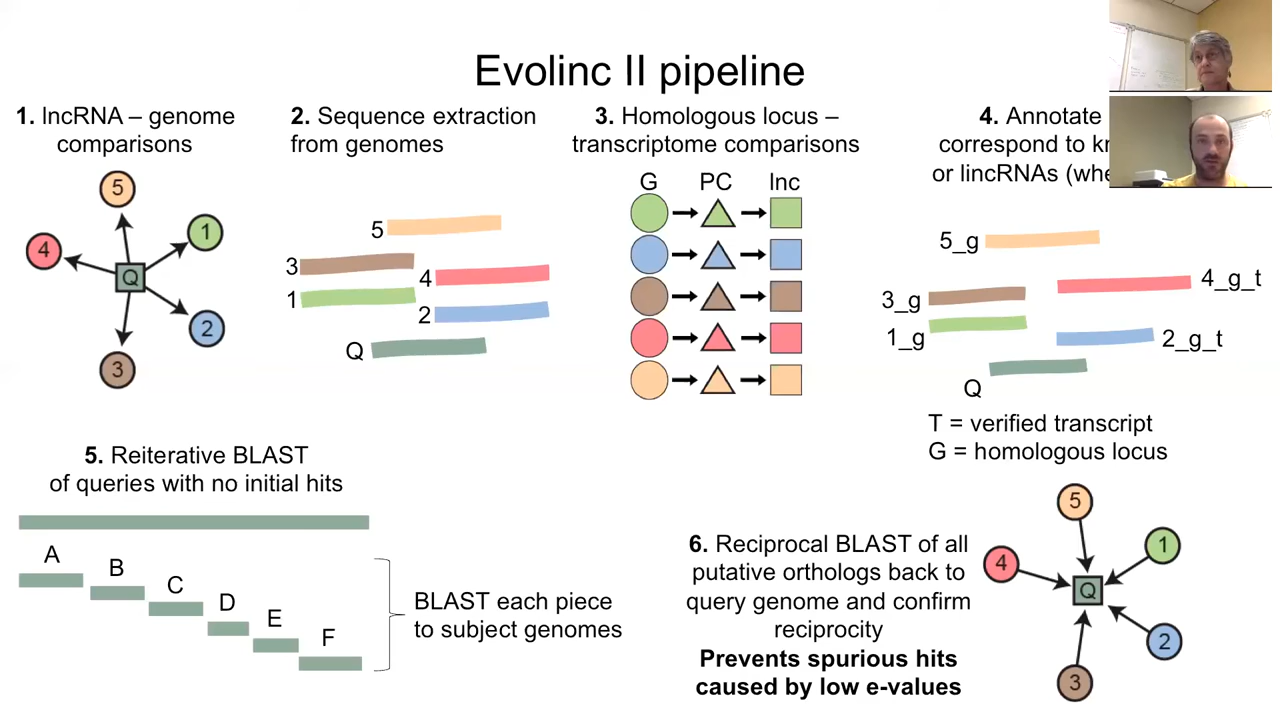 Evolinc II pipeline
1. lncRNA – genome
comparisons
5
1
4
Q
2
3
2. Sequence extraction
from genomes
5
3
4
1
2
Q
3. Homologous locus –
transcriptome comparisons
G PC lnc
4. Annotate
correspond to
or lincRNAs
5_g
4_g_t
3_g
1_g
2_g_t
Q
T = verified transcript
G = homologous locus
5. Reiterative BLAST
of queries with no initial hits
A
B
C
D
E
F
BLAST each piece
to subject genomes
6. Reciprocal BLAST of all
putative orthologs back to
query genome and confirm
reciprocity
Prevents spurious hits
caused by low e-values
5
1
4
Q
2
3